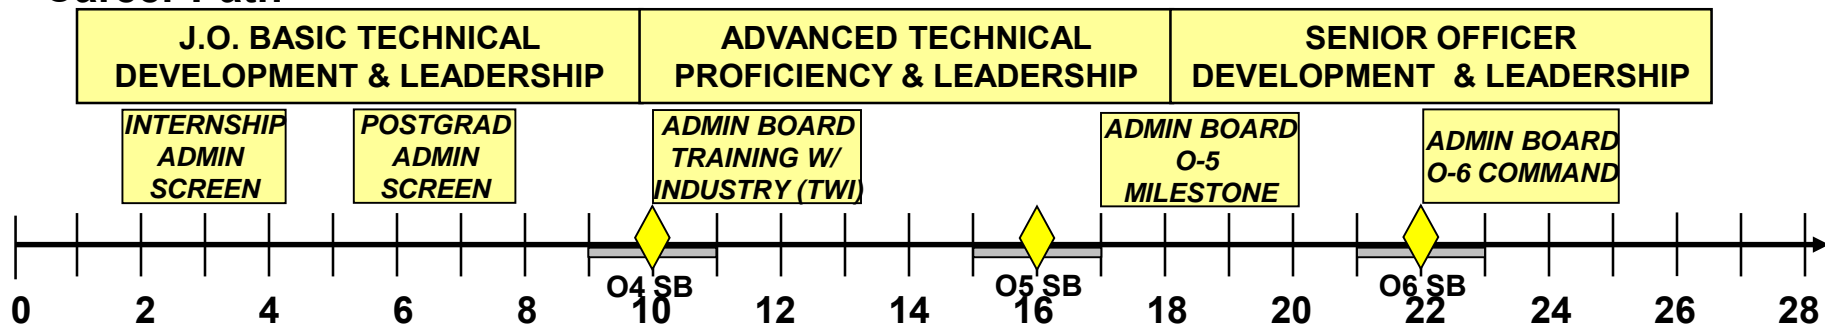 J.O. BASIC TECHNICAL
DEVELOPMENT & LEADERSHIP
ADVANCED TECHNICAL
PROFICIENCY & LEADERSHIP
SENIOR OFFICER
DEVELOPMENT & LEADERSHIP
INTERNSHIP
ADMIN
SCREEN
POSTGRAD
ADMIN
SCREEN
ADMIN BOARD
TRAINING W/
INDUSTRY (TWI)
ADMIN BOARD
O-5
MILESTONE
ADMIN BOARD
O-6 COMMAND
O4 SB
O5 SB
O6 SB
0 2 4 6 8 10 12 14 16 18 20 22 24 26 28